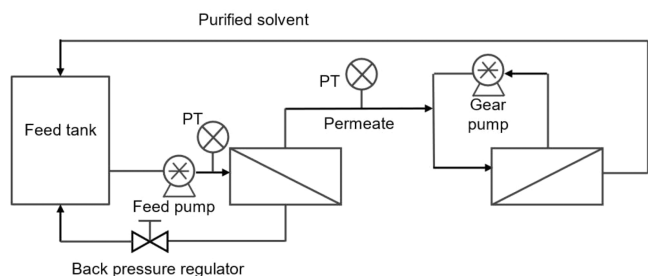 Purified solvent
PT
Feed tank
Permeate
Gear
pump
PT
Feed pump
Back pressure regulator